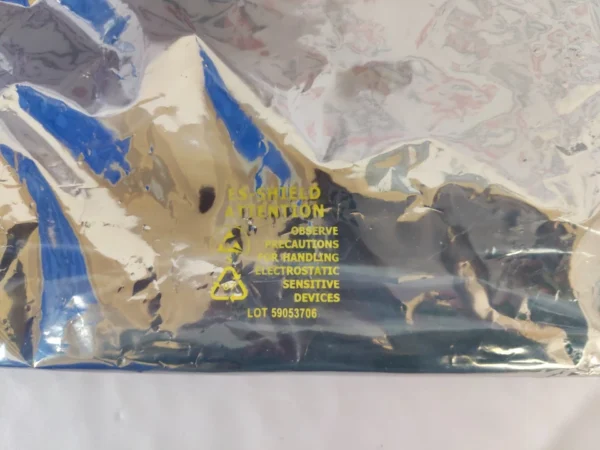 ES-SHIELD
ATTENTION
OBSERVE
PRECAUTIONS
FOR HANDLING
ELECTROSTATIC
SENSITIVE
DEVICES
LOT 59053706